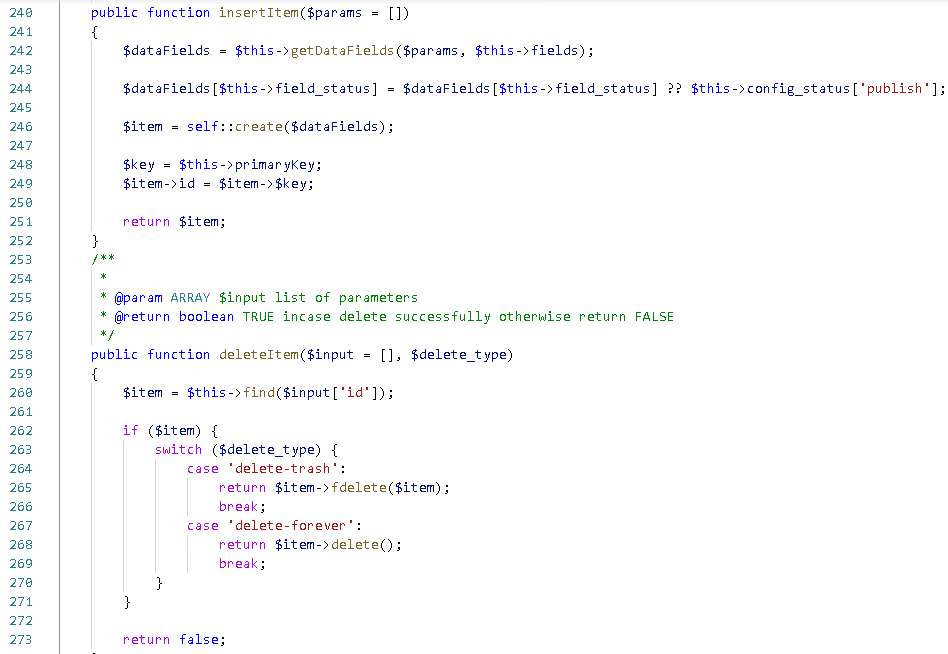 240 public function insertItem($params = [])
241 {
242 $dataFields = $this->getDataFields($params, $this->fields);
243
244 $dataFields[$this->field_status] = $dataFields[$this->field_status] ?? $this->config_status['publish'];
245
246 $item = self::create($dataFields);
247
248 $key = $this->primaryKey;
249 $item->id = $item->$key;
250
251 return $item;
252 }
253 /**
254 *
255 * @param ARRAY $input list of parameters
256 * @return boolean TRUE incase delete successfully otherwise return FALSE
257 */
258 public function deleteItem($input = [], $delete_type)
259 {
260 $item = $this->find($input['id']);
261
262 if ($item) {
263 switch ($delete_type) {
264 case 'delete-trash':
265 return $item->fdelete($item);
266 break;
267 case 'delete-forever':
268 return $item->delete();
269 break;
270 }
271 }
272
273 return false;